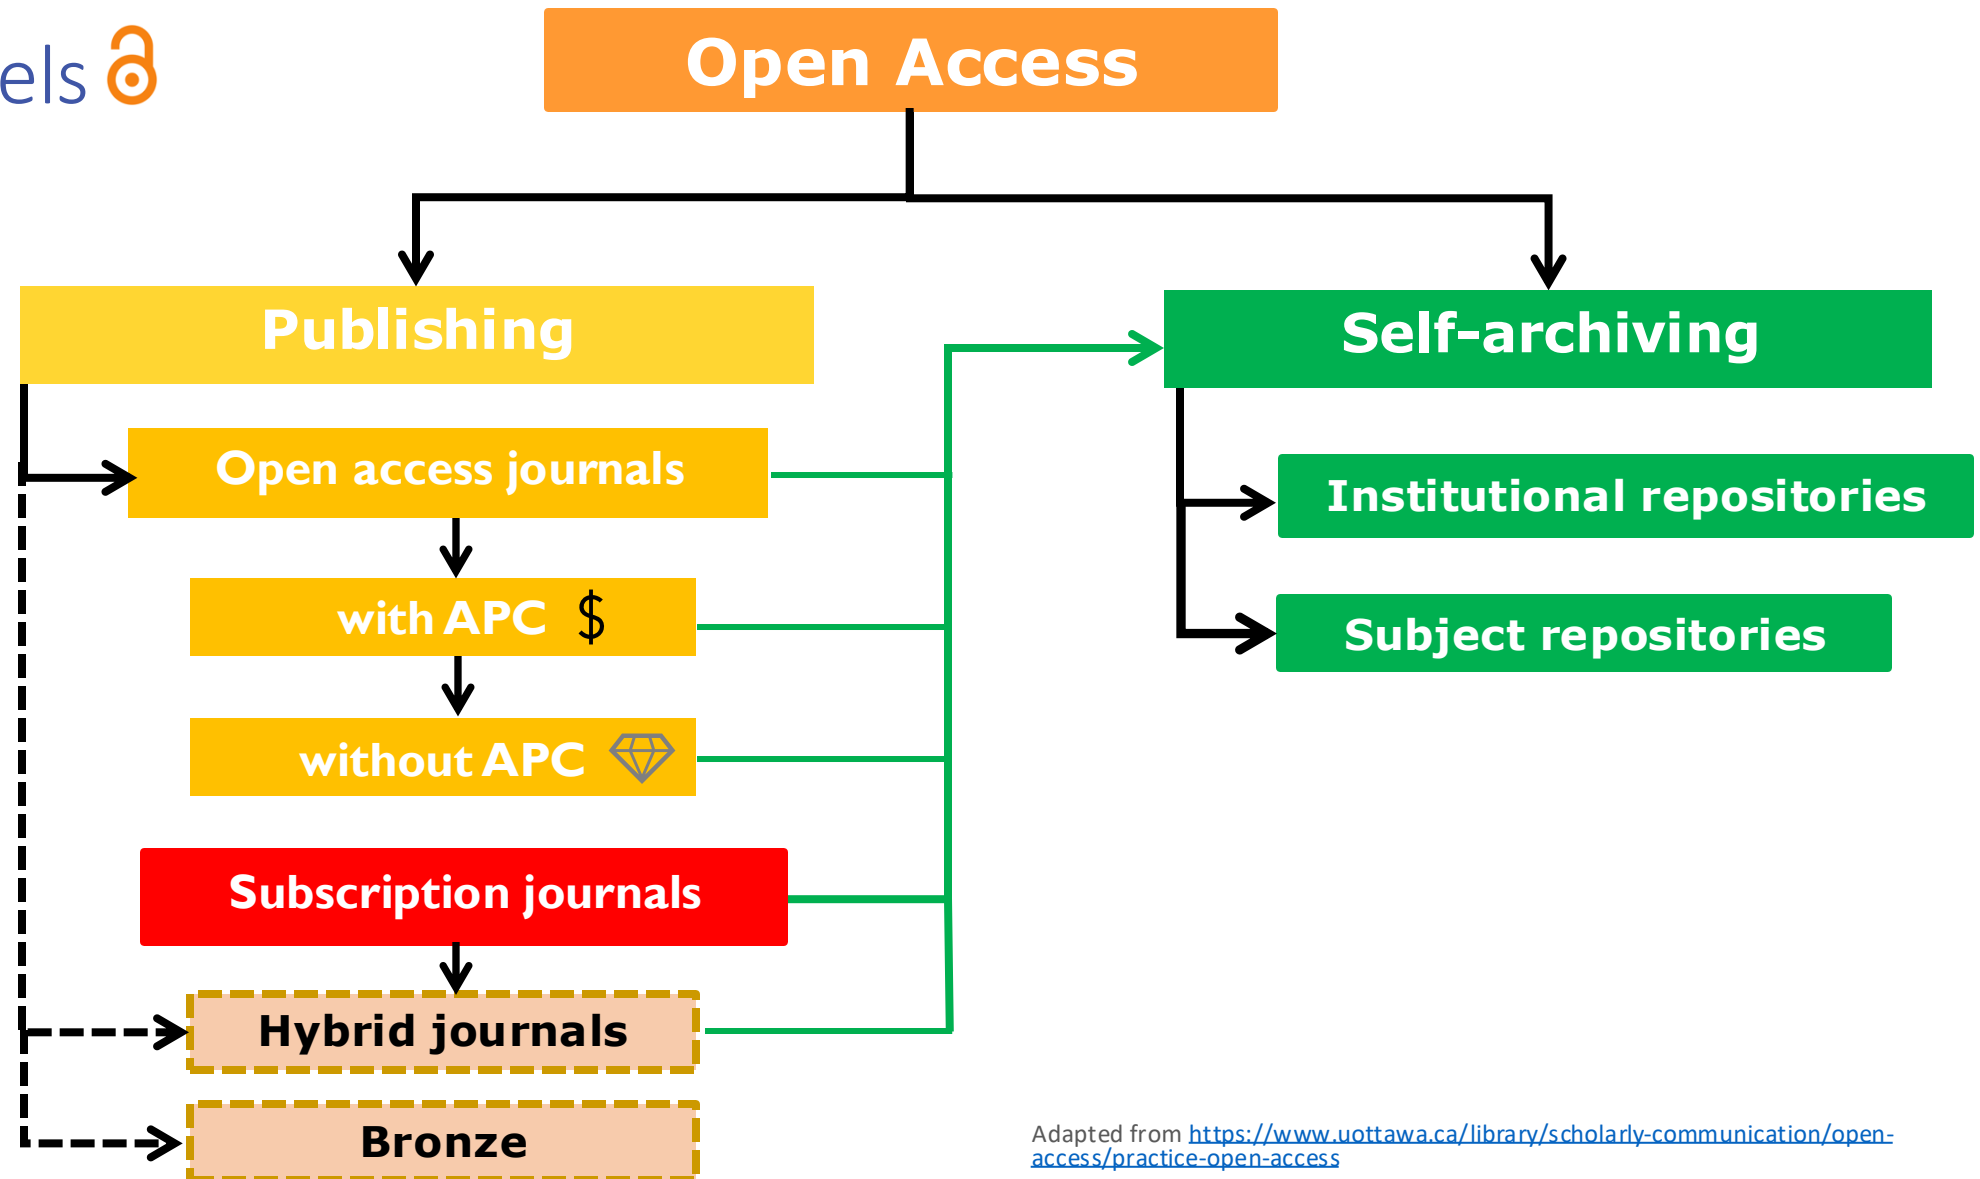 els
Open Access
Publishing
Self-archiving
Open access journals
Institutional repositories
with APC $
Subject repositories
without APC
Subscription journals
Hybrid journals
Bronze
Adapted from https://www.uottawa.ca/library/scholarly-communication/open-
access/practice-open-access